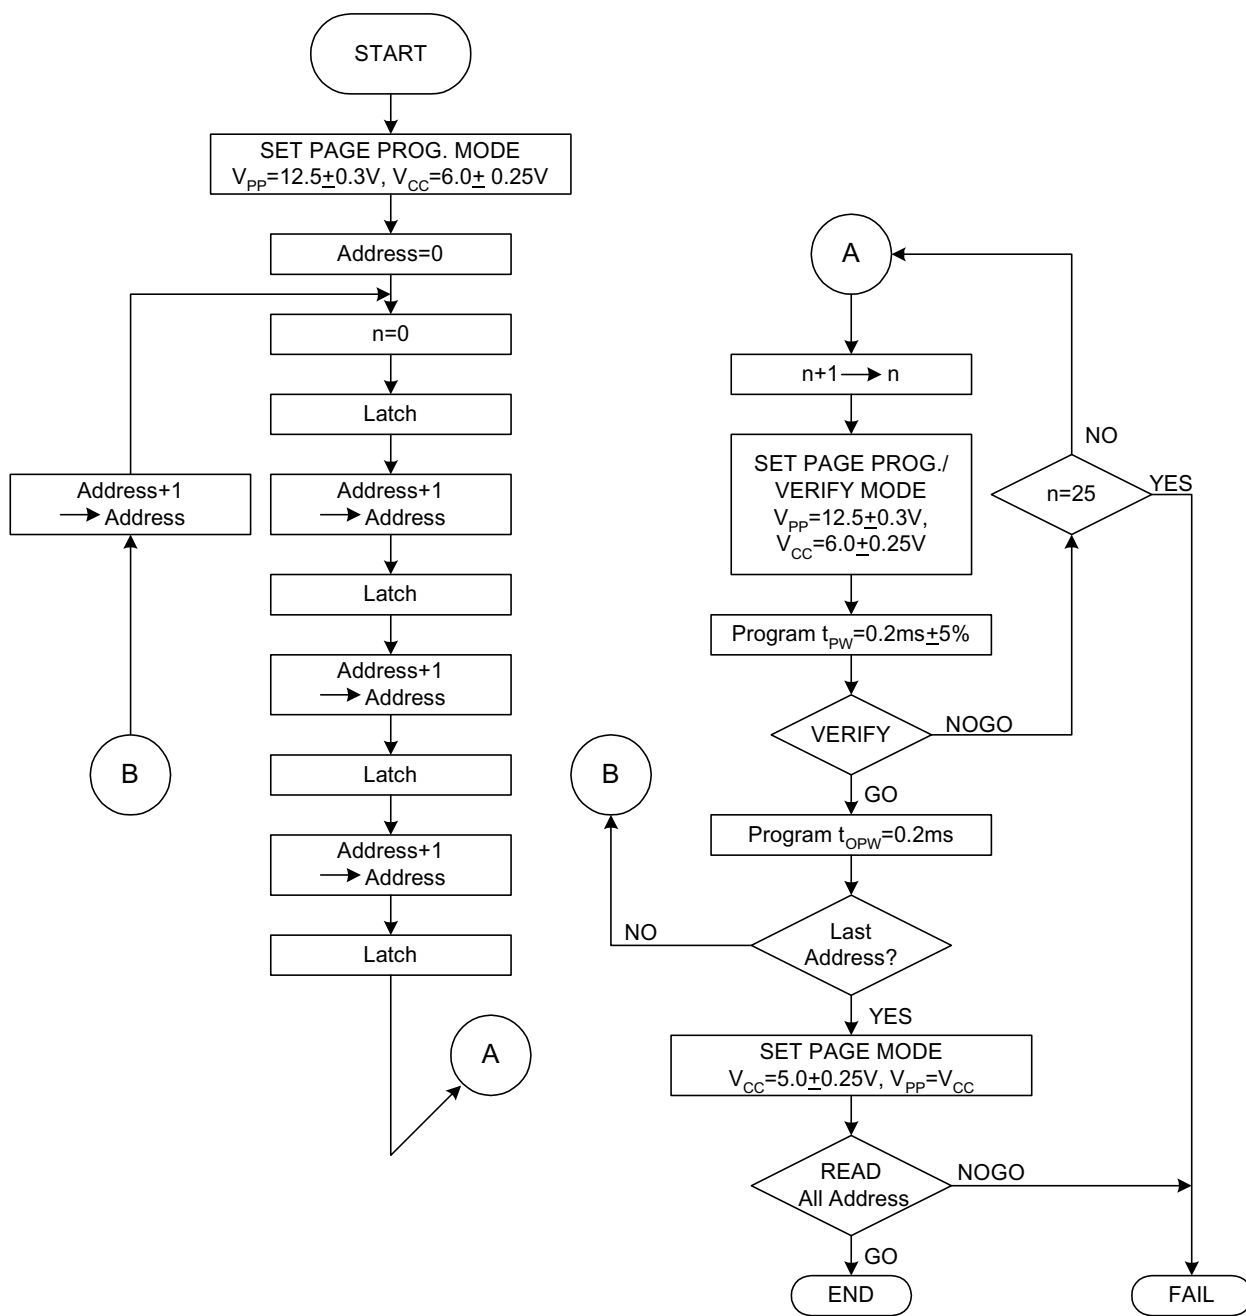 START
SET PAGE PROG. MODE
VPP=12.5±0.3V, VCC=6.0± 0.25V
Address=0
n=0
Latch
Address+1
→ Address
Latch
Address+1
→ Address
Latch
Address+1
→ Address
Latch
A
Address+1
→ Address
B
A
n+1 → n
SET PAGE PROG./
VERIFY MODE
VPP=12.5±0.3V,
VCC=6.0±0.25V
Program tPW=0.2ms±5%
VERIFY
NOGO
GO
n=25
NO
YES
Program tOPW=0.2ms
Last
Address?
NO
B
YES
SET PAGE MODE
VCC=5.0±0.25V, VPP=VCC
READ
All Address
NOGO
GO
END
FAIL